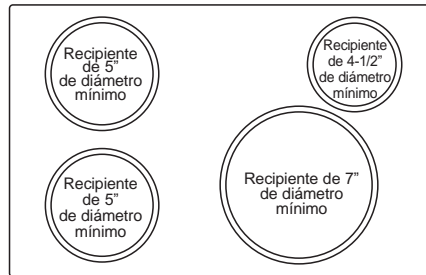 Recipiente
de 5”
de diámetro
mínimo
Recipiente
de 4-1/2”
de diámetro
mínimo
Recipiente
de 5”
de diámetro
mínimo
Recipiente de 7”
de diámetro
mínimo